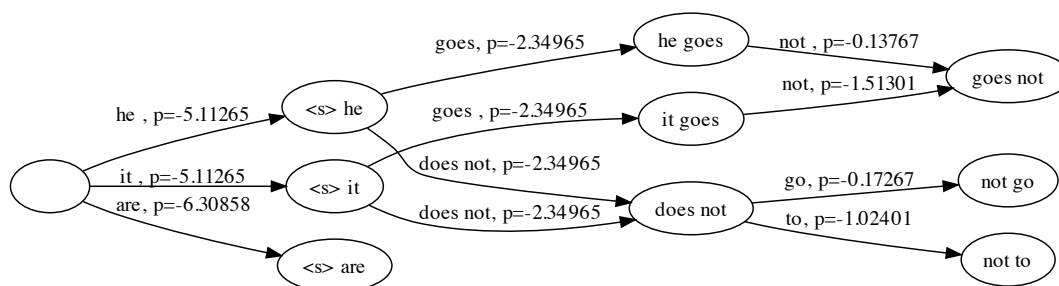 goes, p=-2.34965
he goes
not , p=-0.13767
goes not
he , p=-5.11265
<s> he
goes , p=-2.34965
it goes
not, p=-1.51301
it , p=-5.11265
<s> it
does not, p=-2.34965
are, p=-6.30858
does not, p=-2.34965
does not
go, p=-0.17267
not go
to, p=-1.02401
not to
<s> are